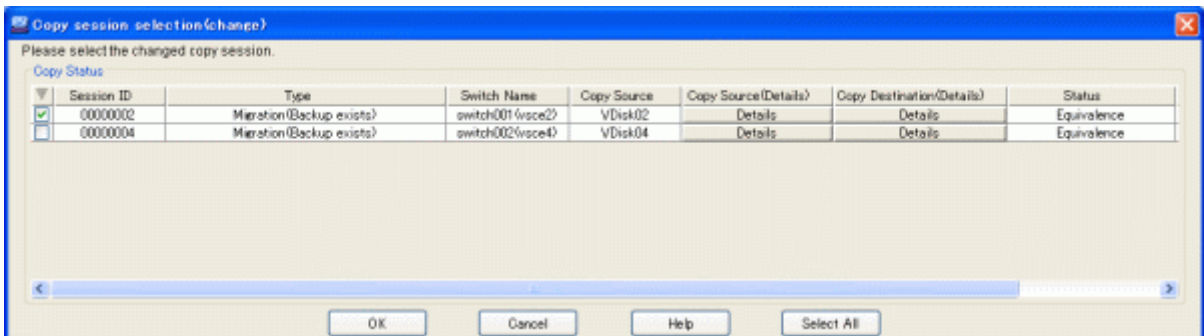 Copy session selection(change)
Please select the changed copy session.
Copy Status
Session ID Type Switch Name Copy Source Copy Source(Details) Copy Destination(Details) Status
00000002 Migration(Backup exists) switch001(vsce2) VDisk02 Details Details Equivalence
00000004 Migration(Backup exists) switch002(vsce4) VDisk04 Details Details Equivalence
OK Cancel Help Select All